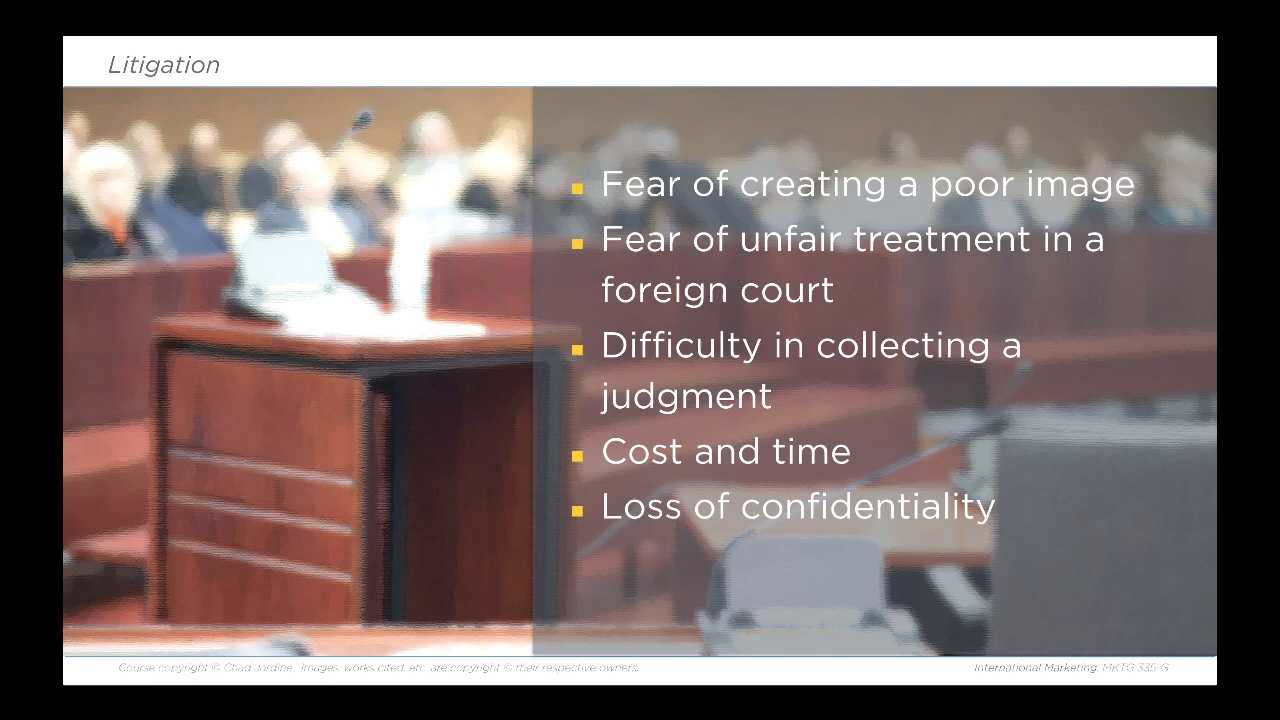 Litigation
Fear of creating a poor image
Fear of unfair treatment in a
foreign court
Difficulty in collecting a
judgment
Cost and time
Loss of confidentiality
Course copyright © Chad Jardine. Images, works cited, etc. are copyright © their respective owners.
International Marketing: MKTG 335-G